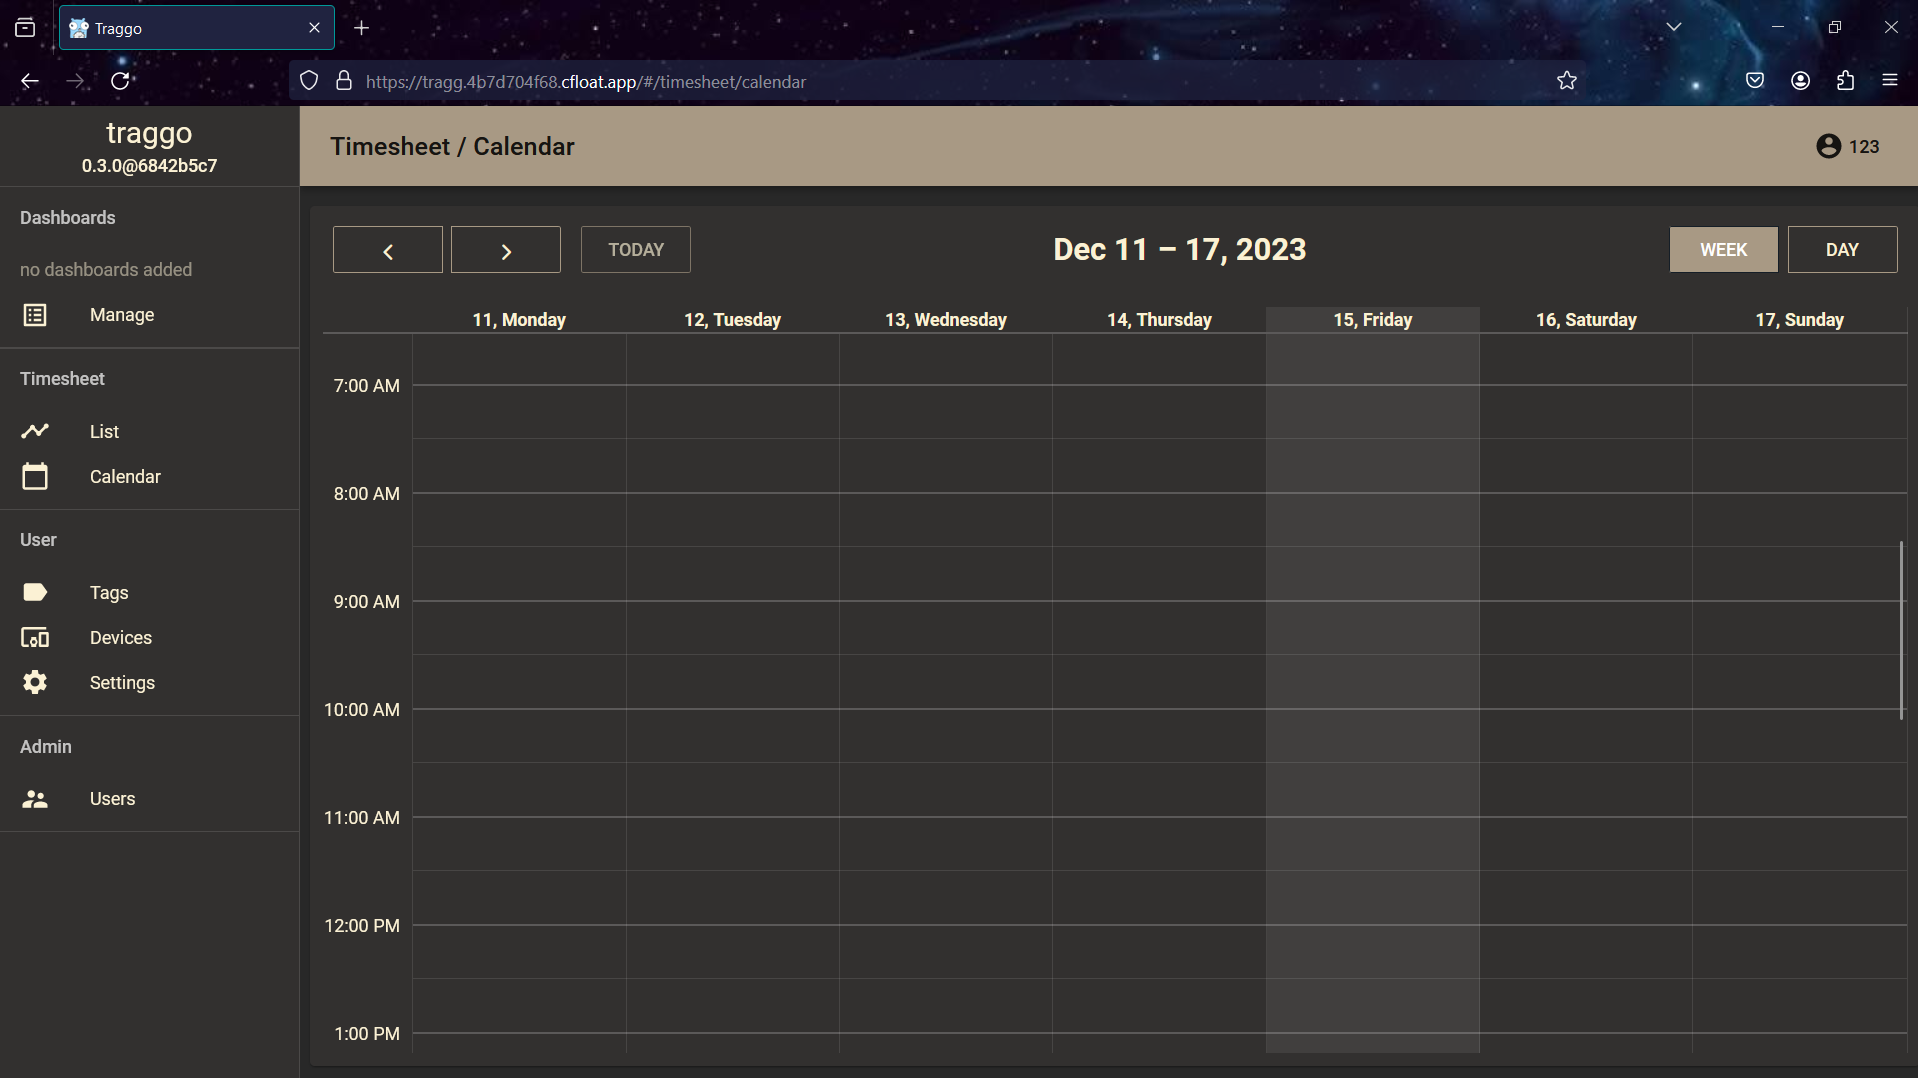 Traggo
https://tragg.4b7d704f68.cfloat.app/#/timesheet/calendar
traggo
0.3.0@6842b5c7
Timesheet / Calendar
123
Dashboards
no dashboards added
Manage
Timesheet
List
Calendar
User
Tags
Devices
Settings
Admin
Users
TODAY
Dec 11 – 17, 2023
WEEK
DAY
11, Monday
12, Tuesday
13, Wednesday
14, Thursday
15, Friday
16, Saturday
17, Sunday
7:00 AM
8:00 AM
9:00 AM
10:00 AM
11:00 AM
12:00 PM
1:00 PM